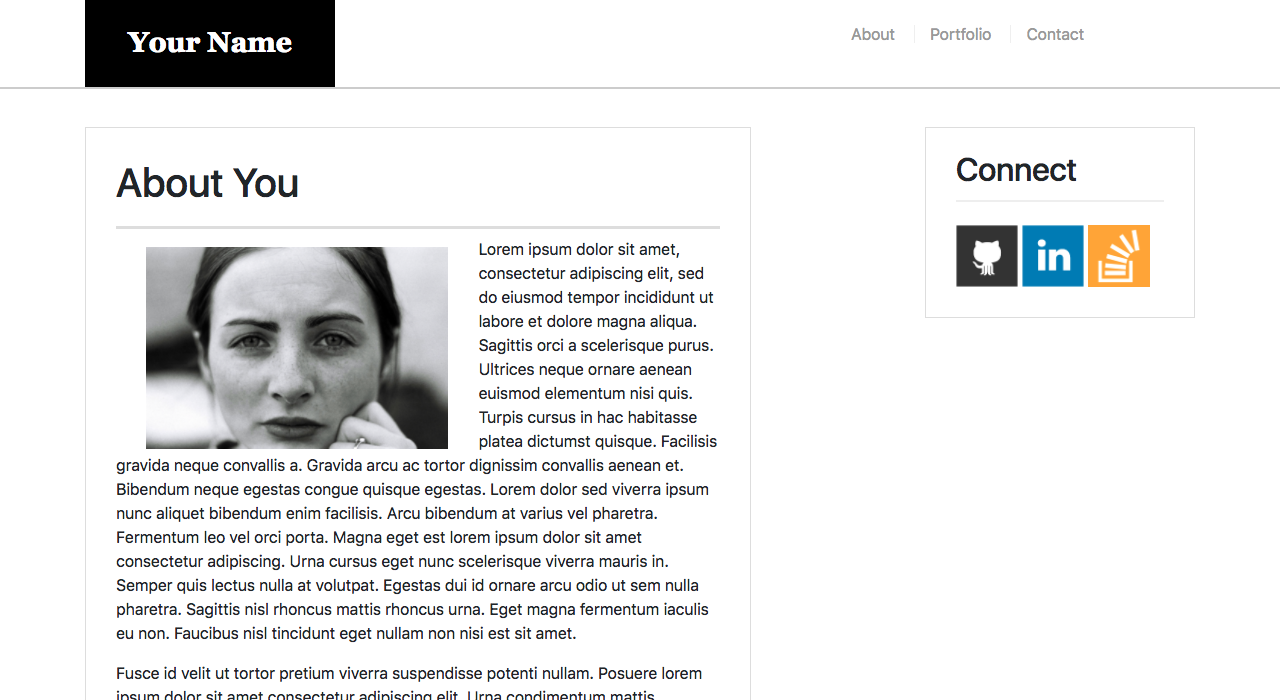 Your Name
About
Portfolio
Contact
About You
Lorem ipsum dolor sit amet,
consectetur adipiscing elit, sed
do eiusmod tempor incididunt ut
labore et dolore magna aliqua.
Sagittis orci a scelerisque purus.
Ultrices neque ornare aenean
euismod elementum nisi quis.
Turpis cursus in hac habitasse
platea dictumst quisque. Facilisis
gravida neque convallis a. Gravida arcu ac tortor dignissim convallis aenean et.
Bibendum neque egestas congue quisque egestas. Lorem dolor sed viverra ipsum
nunc aliquet bibendum enim facilisis. Arcu bibendum at varius vel pharetra.
Fermentum leo vel orci porta. Magna eget est lorem ipsum dolor sit amet
consectetur adipiscing. Urna cursus eget nunc scelerisque viverra mauris in.
Semper quis lectus nulla at volutpat. Egestas dui id ornare arcu odio ut sem nulla
pharetra. Sagittis nisl rhoncus mattis rhoncus urna. Eget magna fermentum iaculis
eu non. Faucibus nisl tincidunt eget nullam non nisi est sit amet.
Fusce id velit ut tortor pretium viverra suspendisse potenti nullam. Posuere lorem
ipsum dolor sit amet consectetur adipiscing elit. Urna condimentum mattis
Connect
in